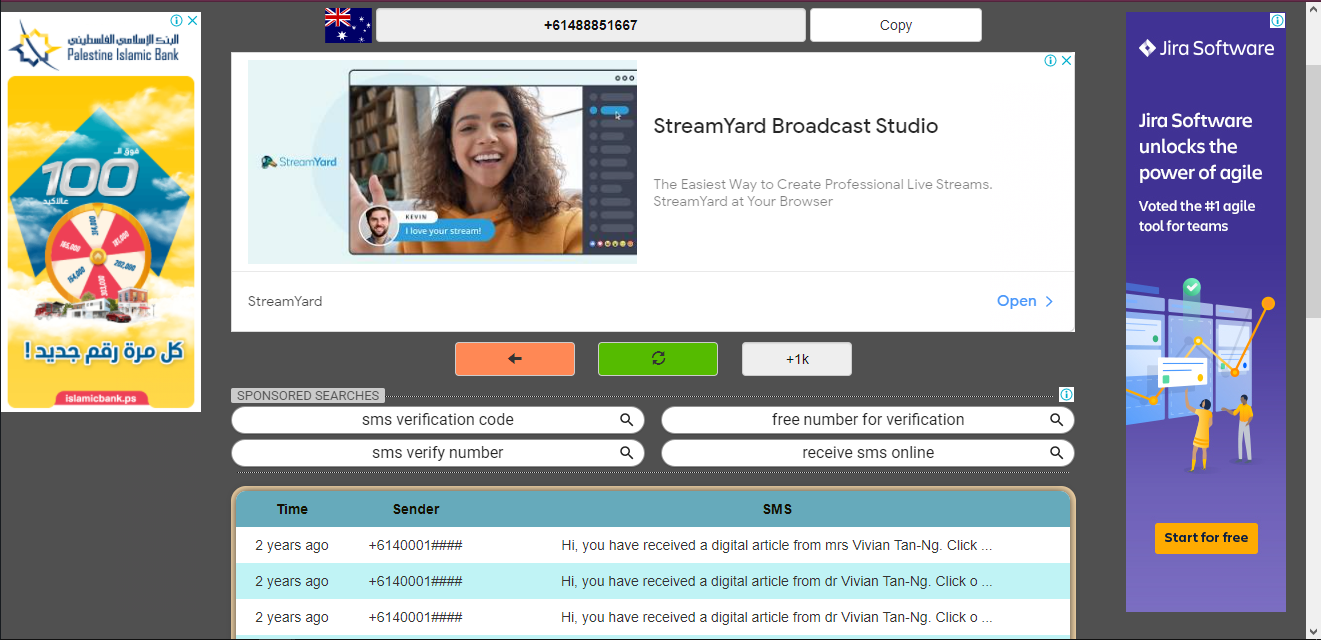 +61488851667
Copy
البنك الإسلامي الفلسطيني
Palestine Islamic Bank
فوق الـ
100
عالأكيد
كل مرة رقم جديد !
islamicbank.ps
StreamYard
KEVIN
I love your stream!
StreamYard Broadcast Studio
The Easiest Way to Create Professional Live Streams.
StreamYard at Your Browser
StreamYard
Open
+1k
SPONSORED SEARCHES
sms verification code
free number for verification
sms verify number
receive sms online
Time Sender SMS
2 years ago +6140001#### Hi, you have received a digital article from mrs Vivian Tan-Ng. Click ...
2 years ago +6140001#### Hi, you have received a digital article from dr Vivian Tan-Ng. Click o ...
2 years ago +6140001#### Hi, you have received a digital article from dr Vivian Tan-Ng. Click o ...
Jira Software
Jira Software
unlocks the
power of agile
Voted the #1 agile
tool for teams
Start for free